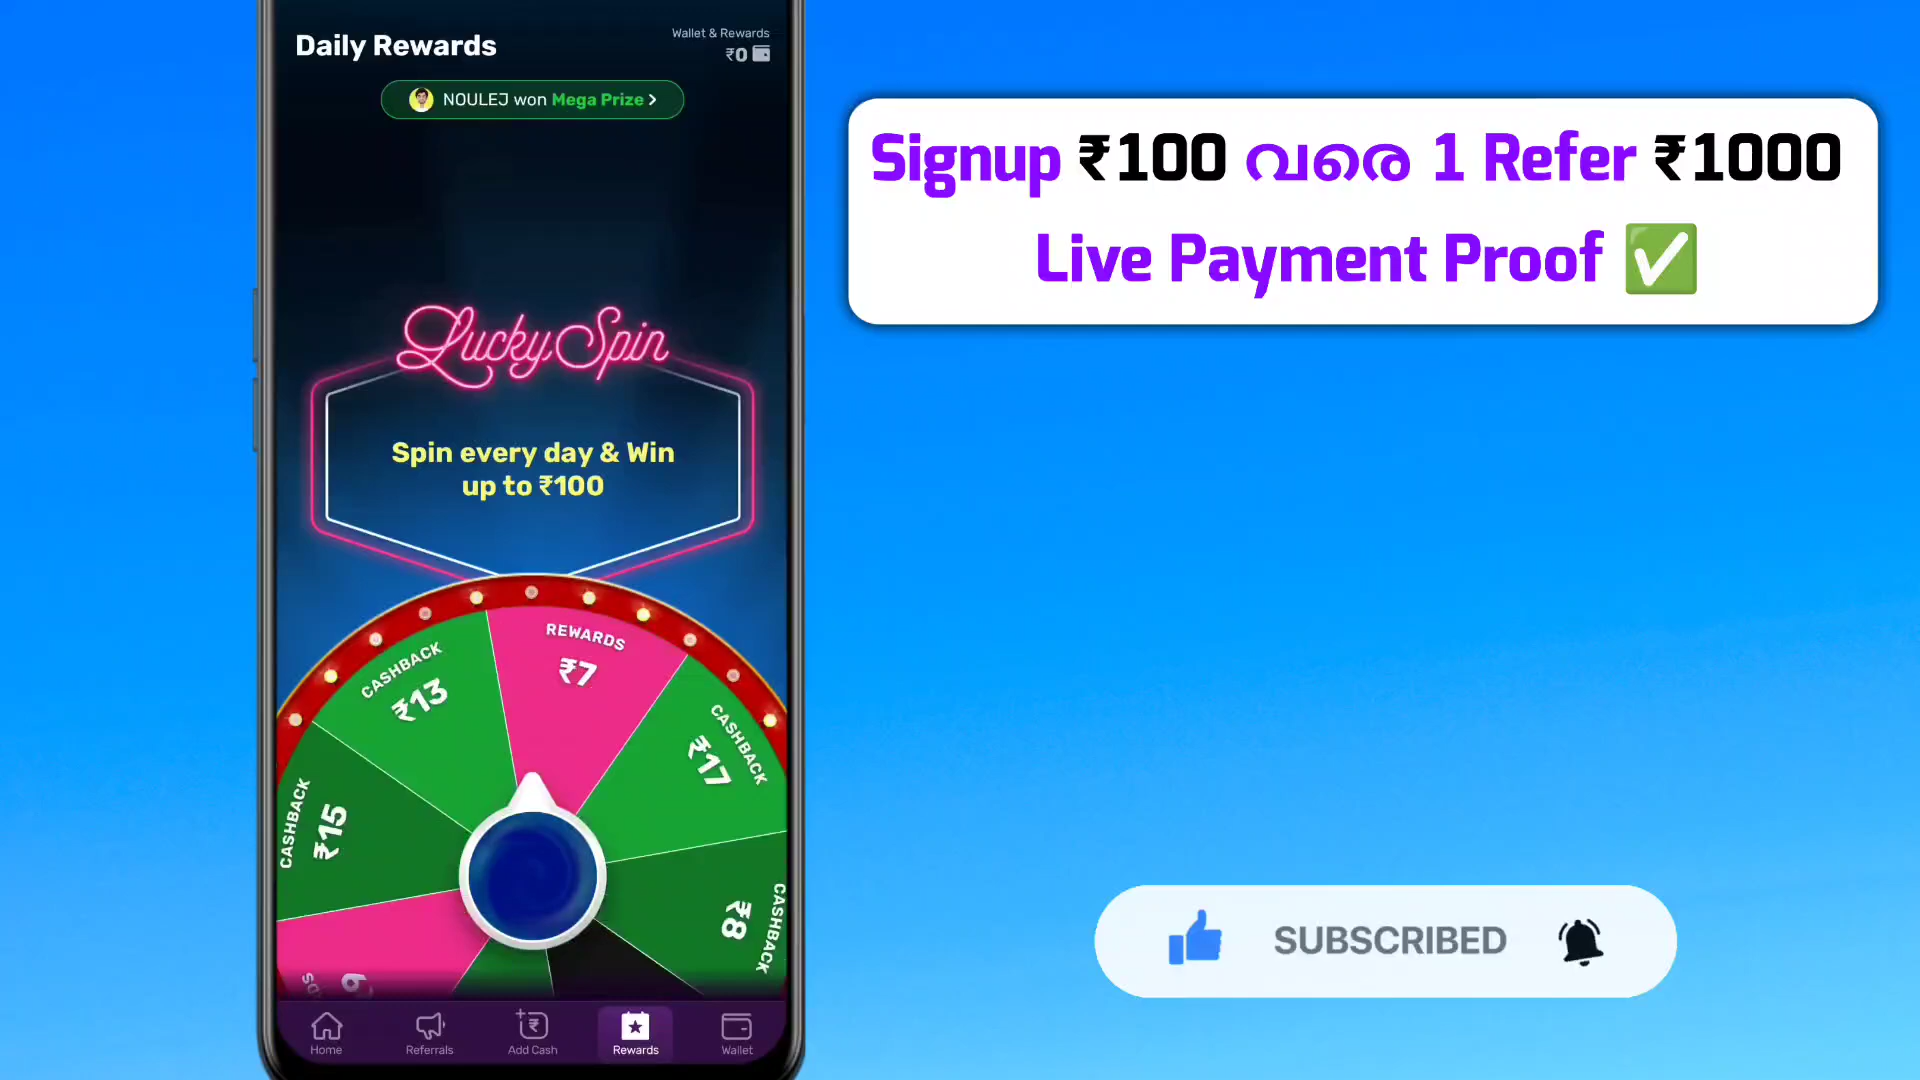 Daily Rewards
Wallet & Rewards
₹0
NOULEJ won Mega Prize >
Lucky Spin
Spin every day & Win
up to ₹100
REWARDS
₹7
CASHBACK
₹13
CASHBACK
₹17
CASHBACK
₹15
CASHBACK
₹8
Home
Referrals
Add Cash
Rewards
Wallet
Signup ₹100 വരെ 1 Refer ₹1000
Live Payment Proof ✅
SUBSCRIBED